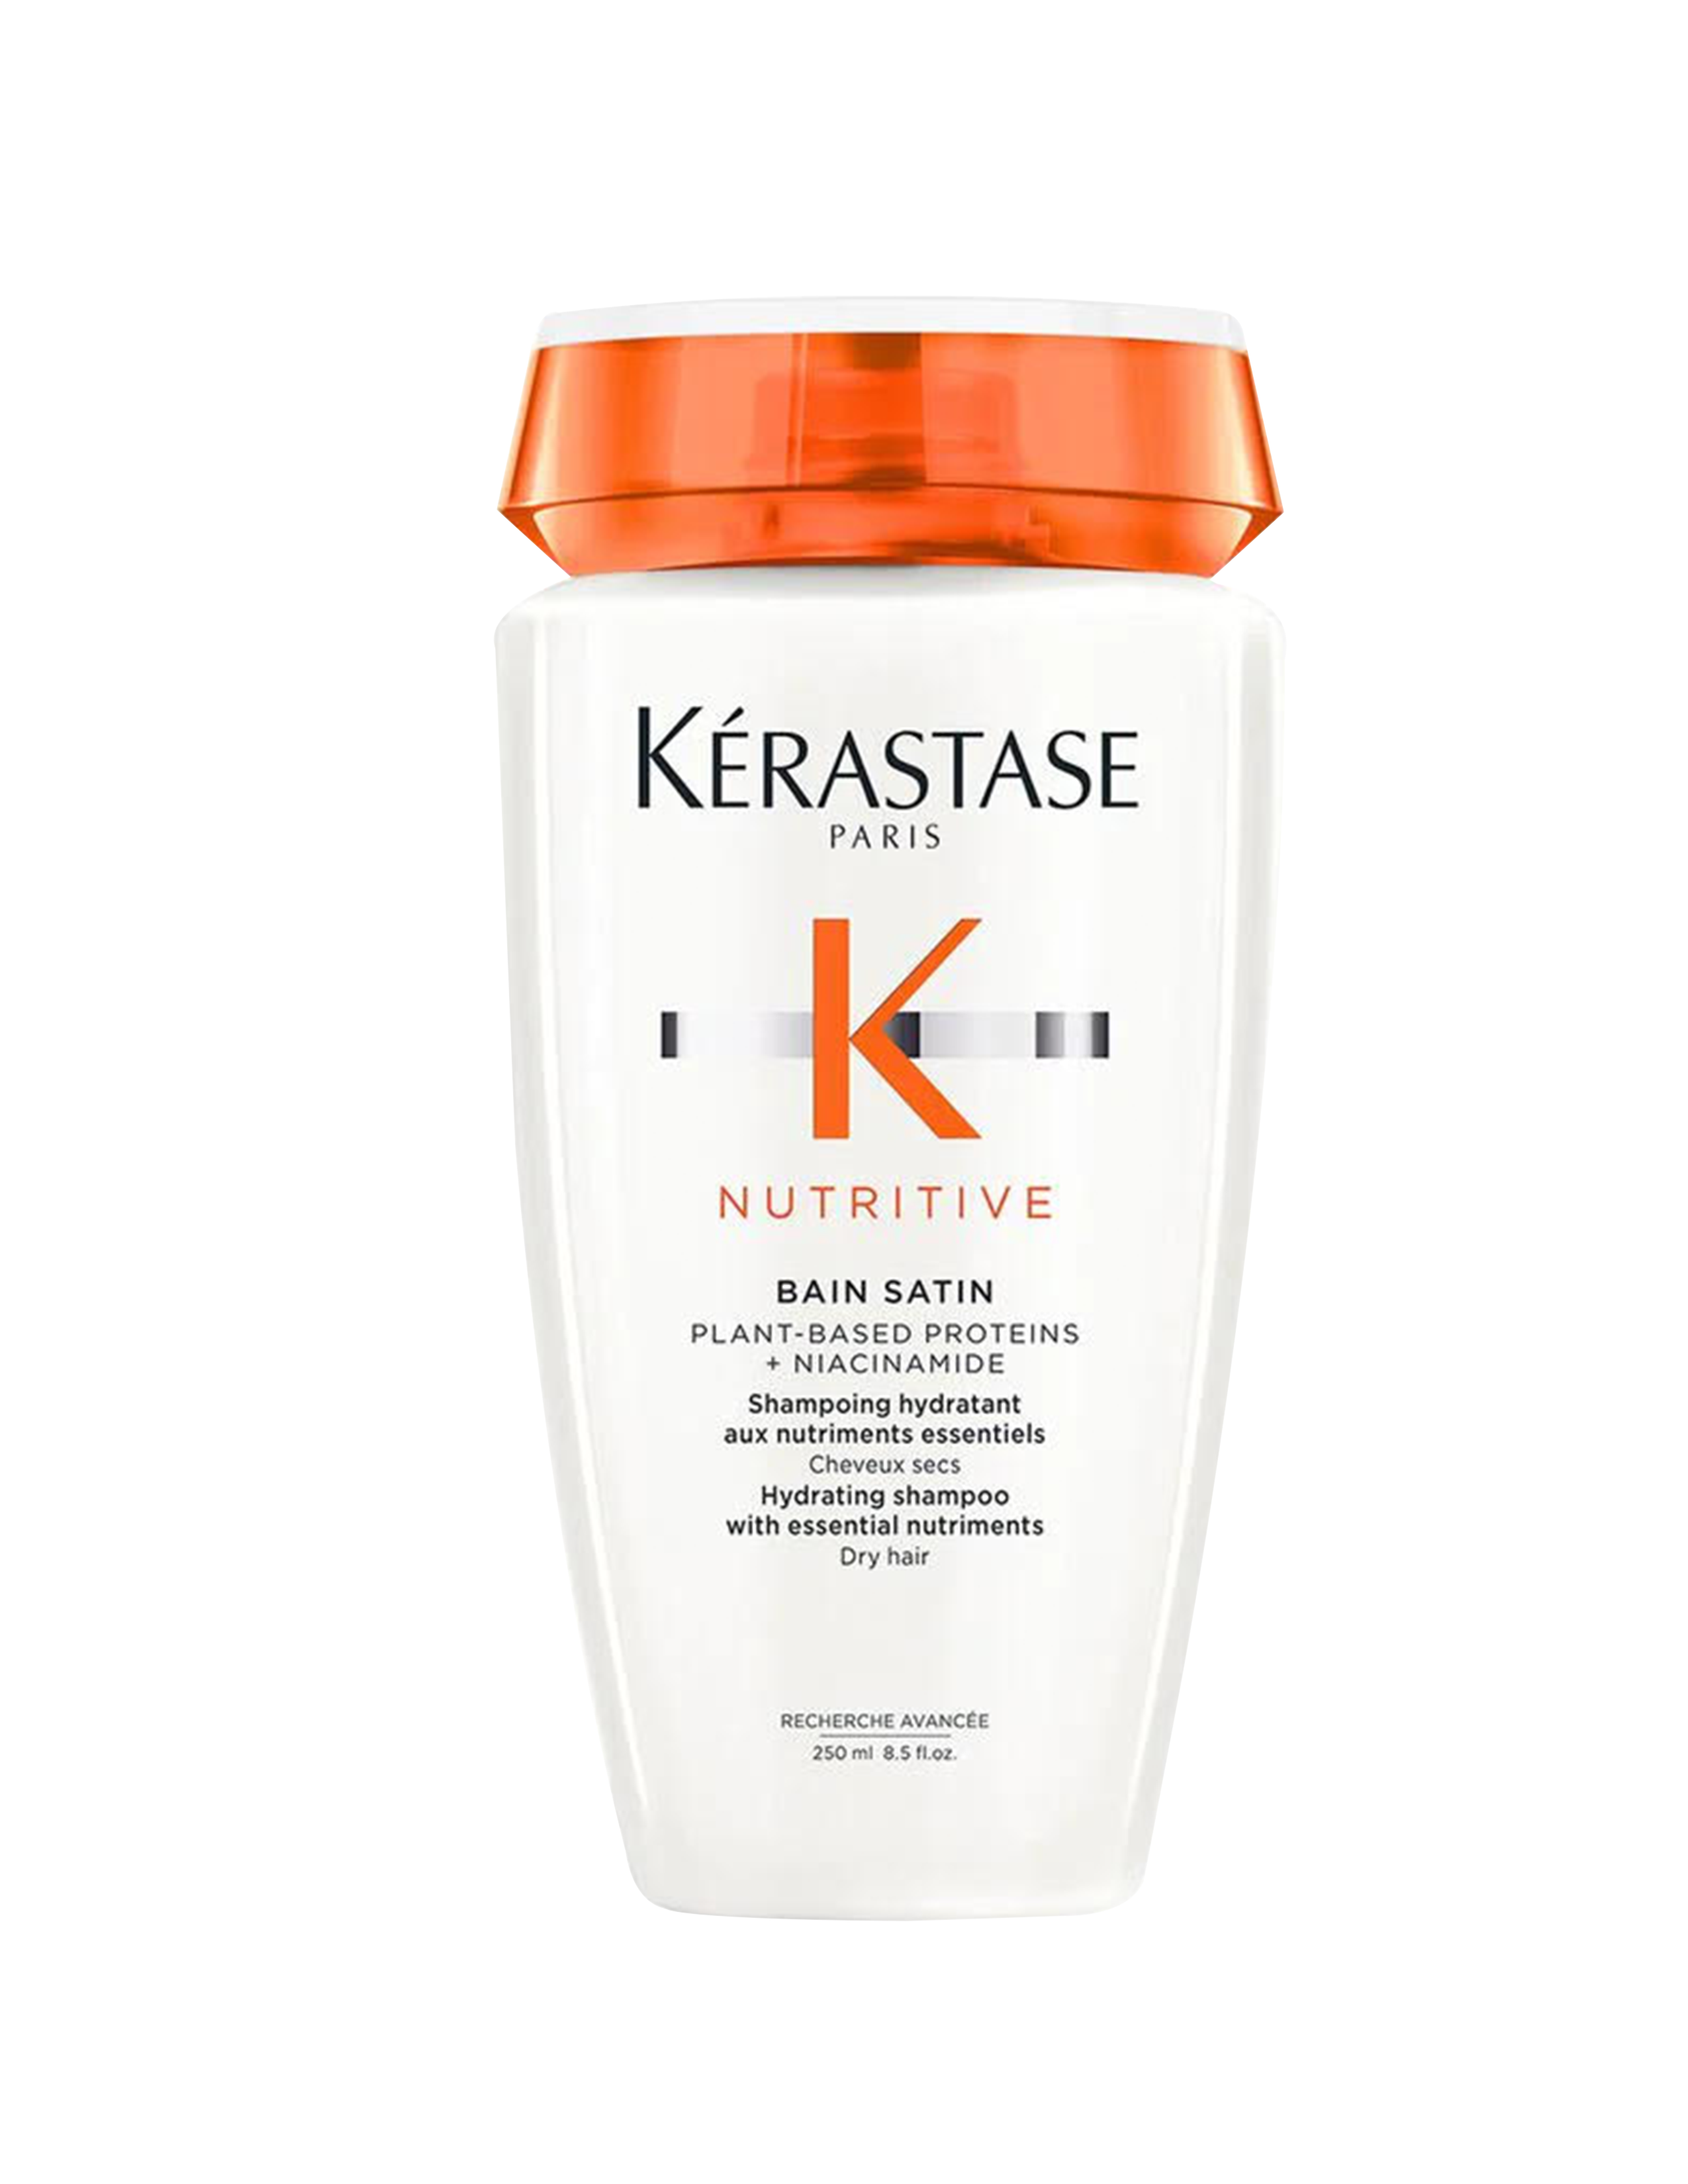 KÉRASTASE
PARIS
K
NUTRITIVE
BAIN SATIN
PLANT-BASED PROTEINS
+ NIACINAMIDE
Shampoing hydratant
aux nutriments essentiels
Cheveux secs
Hydrating shampoo
with essential nutriments
Dry hair
RECHERCHE AVANCÉE
250 ml 8.5 fl.oz.